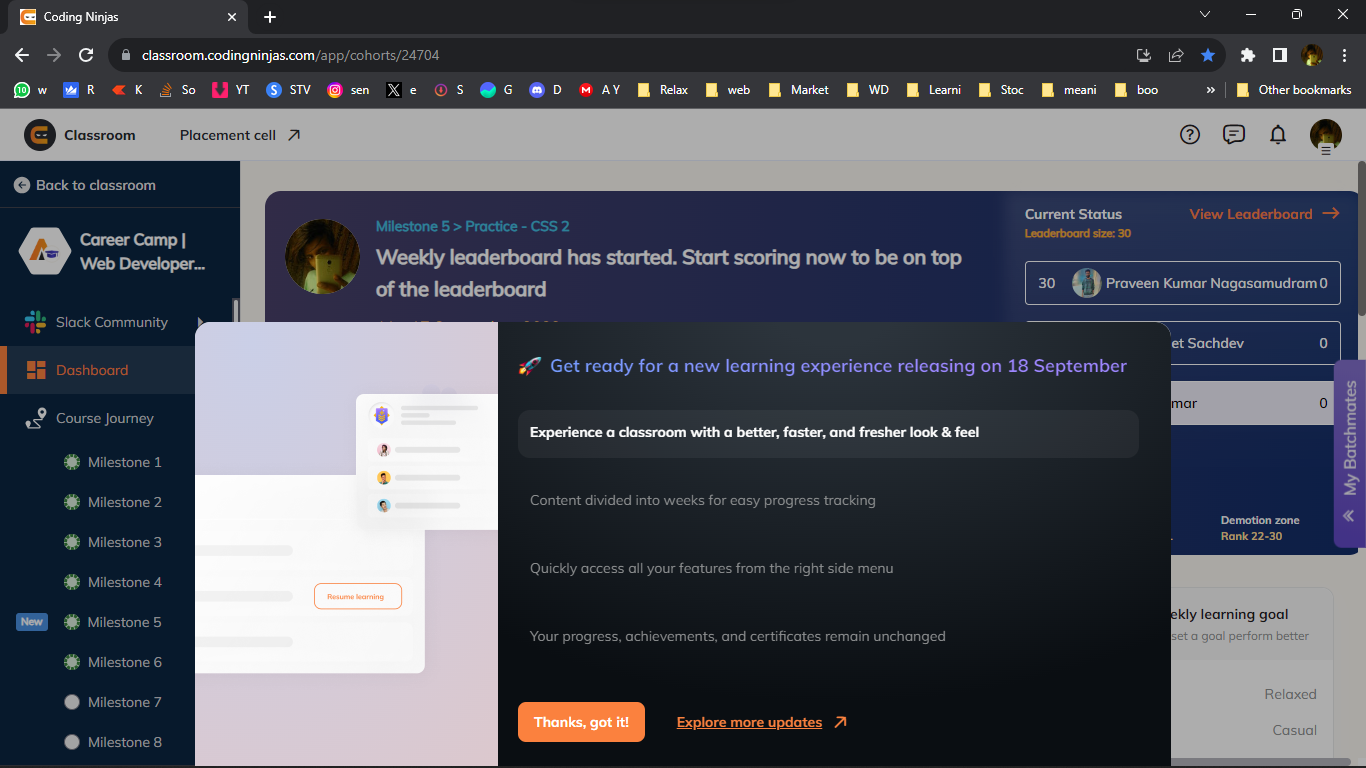 Coding Ninjas
classroom.codingninjas.com/app/cohorts/24704
10 w R K So YT STV sen e S G D A Y Relax web Market WD Learni Stoc meani boo » Other bookmarks
Classroom Placement cell
Back to classroom
Career Camp |
Web Developer...
Slack Community
Dashboard
Course Journey
Milestone 1
Milestone 2
Milestone 3
Milestone 4
New Milestone 5
Milestone 6
Milestone 7
Milestone 8
Milestone 5 > Practice - CSS 2
Weekly leaderboard has started. Start scoring now to be on top
of the leaderboard
Current Status View Leaderboard
Leaderboard size: 30
30 Praveen Kumar Nagasamudram 0
et Sachdev 0
mar 0
My Batchmates
Demotion zone
Rank 22-30
ekly learning goal
set a goal perform better
Relaxed
Casual
Resume learning
🚀 Get ready for a new learning experience releasing on 18 September
Experience a classroom with a better, faster, and fresher look & feel
Content divided into weeks for easy progress tracking
Quickly access all your features from the right side menu
Your progress, achievements, and certificates remain unchanged
Thanks, got it! Explore more updates